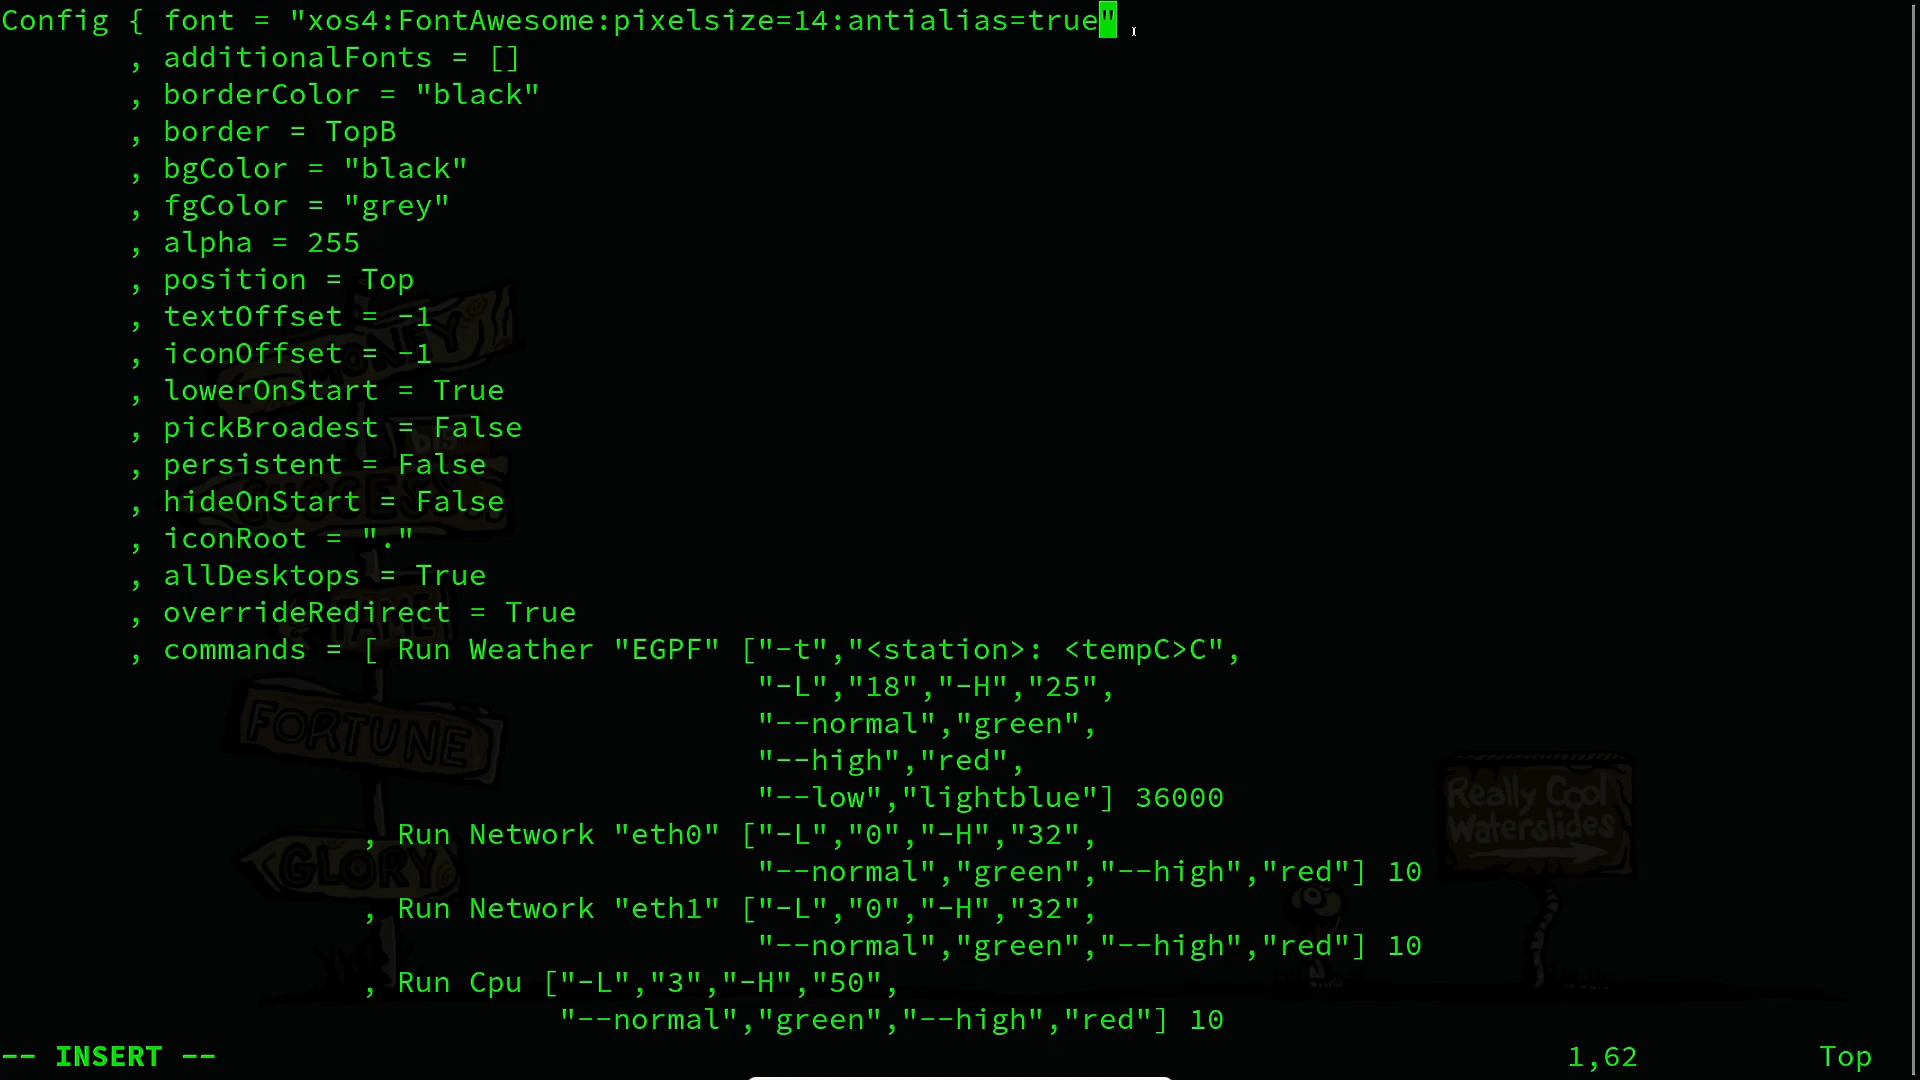 Config { font = "xos4:FontAwesome:pixelsize=14:antialias=true"
       , additionalFonts = []
       , borderColor = "black"
       , border = TopB
       , bgColor = "black"
       , fgColor = "grey"
       , alpha = 255
       , position = Top
       , textOffset = -1
       , iconOffset = -1
       , lowerOnStart = True
       , pickBroadest = False
       , persistent = False
       , hideOnStart = False
       , iconRoot = "."
       , allDesktops = True
       , overrideRedirect = True
       , commands = [ Run Weather "EGPF" ["-t","<station>: <tempC>C",
                                          "-L","18","-H","25",
                                          "--normal","green",
                                          "--high","red",
                                          "--low","lightblue"] 36000
                    , Run Network "eth0" ["-L","0","-H","32",
                                          "--normal","green","--high","red"] 10
                    , Run Network "eth1" ["-L","0","-H","32",
                                          "--normal","green","--high","red"] 10
                    , Run Cpu ["-L","3","-H","50",
                               "--normal","green","--high","red"] 10
-- INSERT -- 1,62 Top
MONEY
SUCCESS
FAME
FORTUNE
GLORY
Really Cool
Waterslides